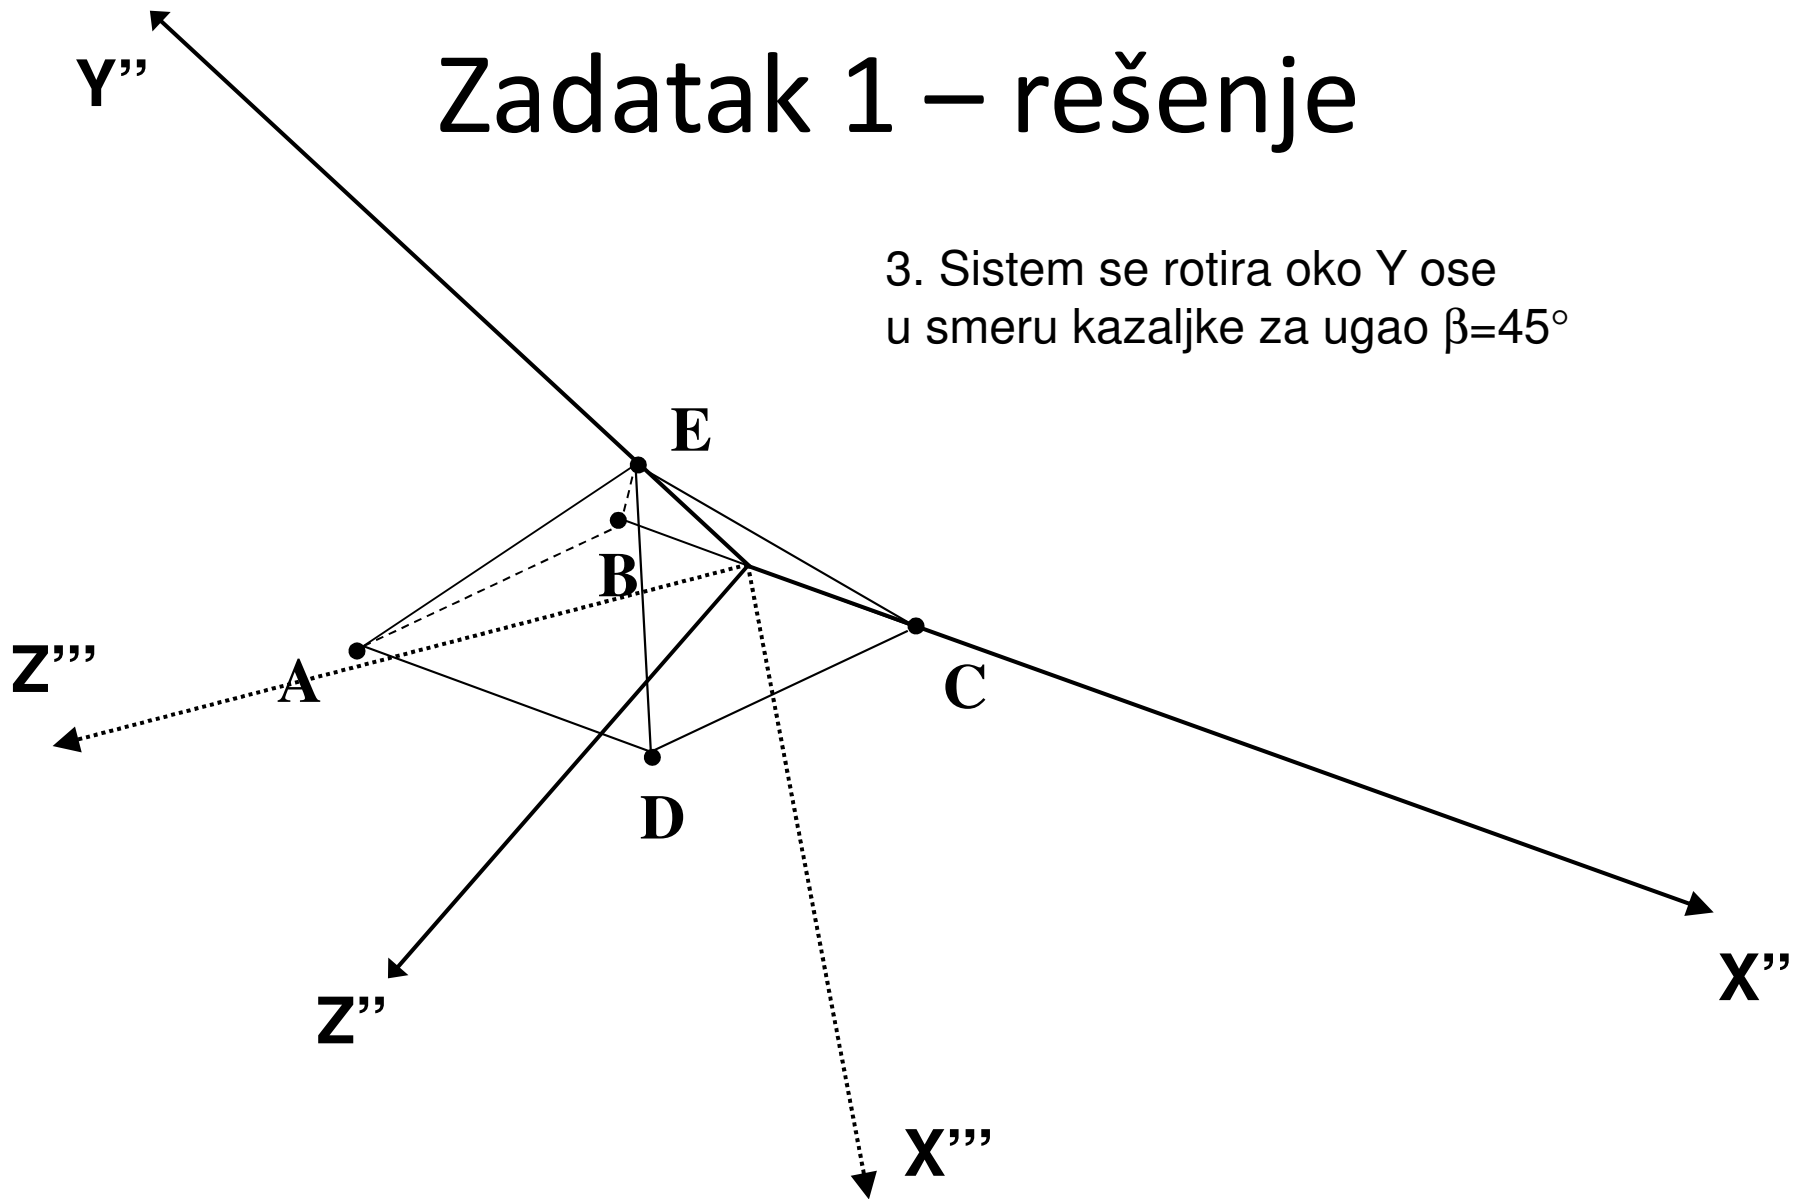 Y’’
Zadatak 1 – rešenje
3. Sistem se rotira oko Y ose
u smeru kazaljke za ugao β=45°
E
B
Z’’’
A
C
D
X’’
Z’’
X’’’